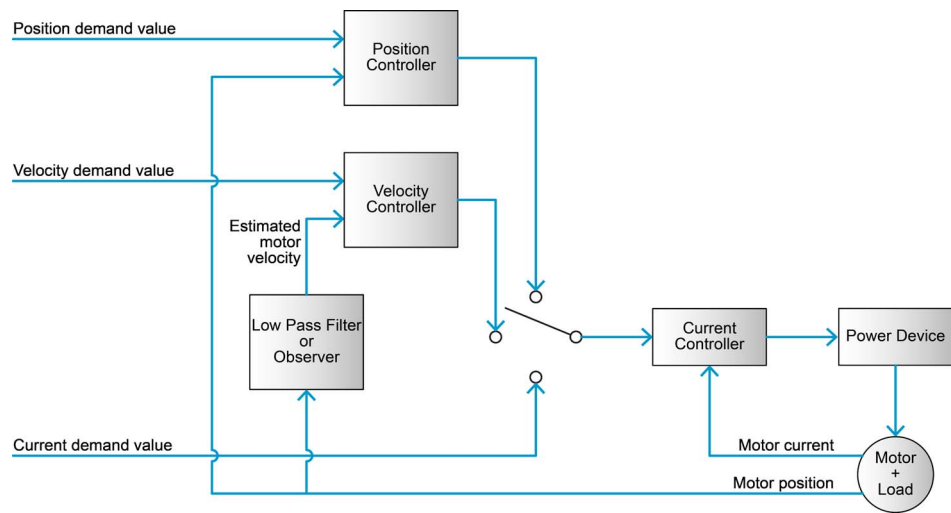 Position demand value
Position
Controller
Velocity demand value
Velocity
Controller
Estimated
motor
velocity
Low Pass Filter
or
Observer
Current
Controller
Power Device
Current demand value
Motor current
Motor
+
Load
Motor position